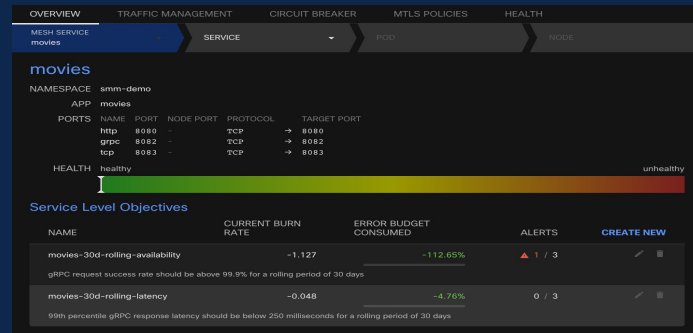 OVERVIEW TRAFFIC MANAGEMENT CIRCUIT BREAKER MTLS POLICIES HEALTH
MESH SERVICE
movies - SERVICE POD NODE
movies
NAMESPACE smm-demo
APP movies
PORTS NAME PORT NODE PORT PROTOCOL TARGET PORT
http 8080 - TCP → 8080
grpc 8082 - TCP → 8082
tcp 8083 - TCP → 8083
HEALTH healthy unhealthy
Service Level Objectives
NAME CURRENT BURN RATE ERROR BUDGET CONSUMED ALERTS CREATE NEW
movies-30d-rolling-availability -1.127 -112.65% 1 / 3
gRPC request success rate should be above 99.9% for a rolling period of 30 days
movies-30d-rolling-latency -0.048 -4.76% 0 / 3
99th percentile gRPC response latency should be below 250 milliseconds for a rolling period of 30 days